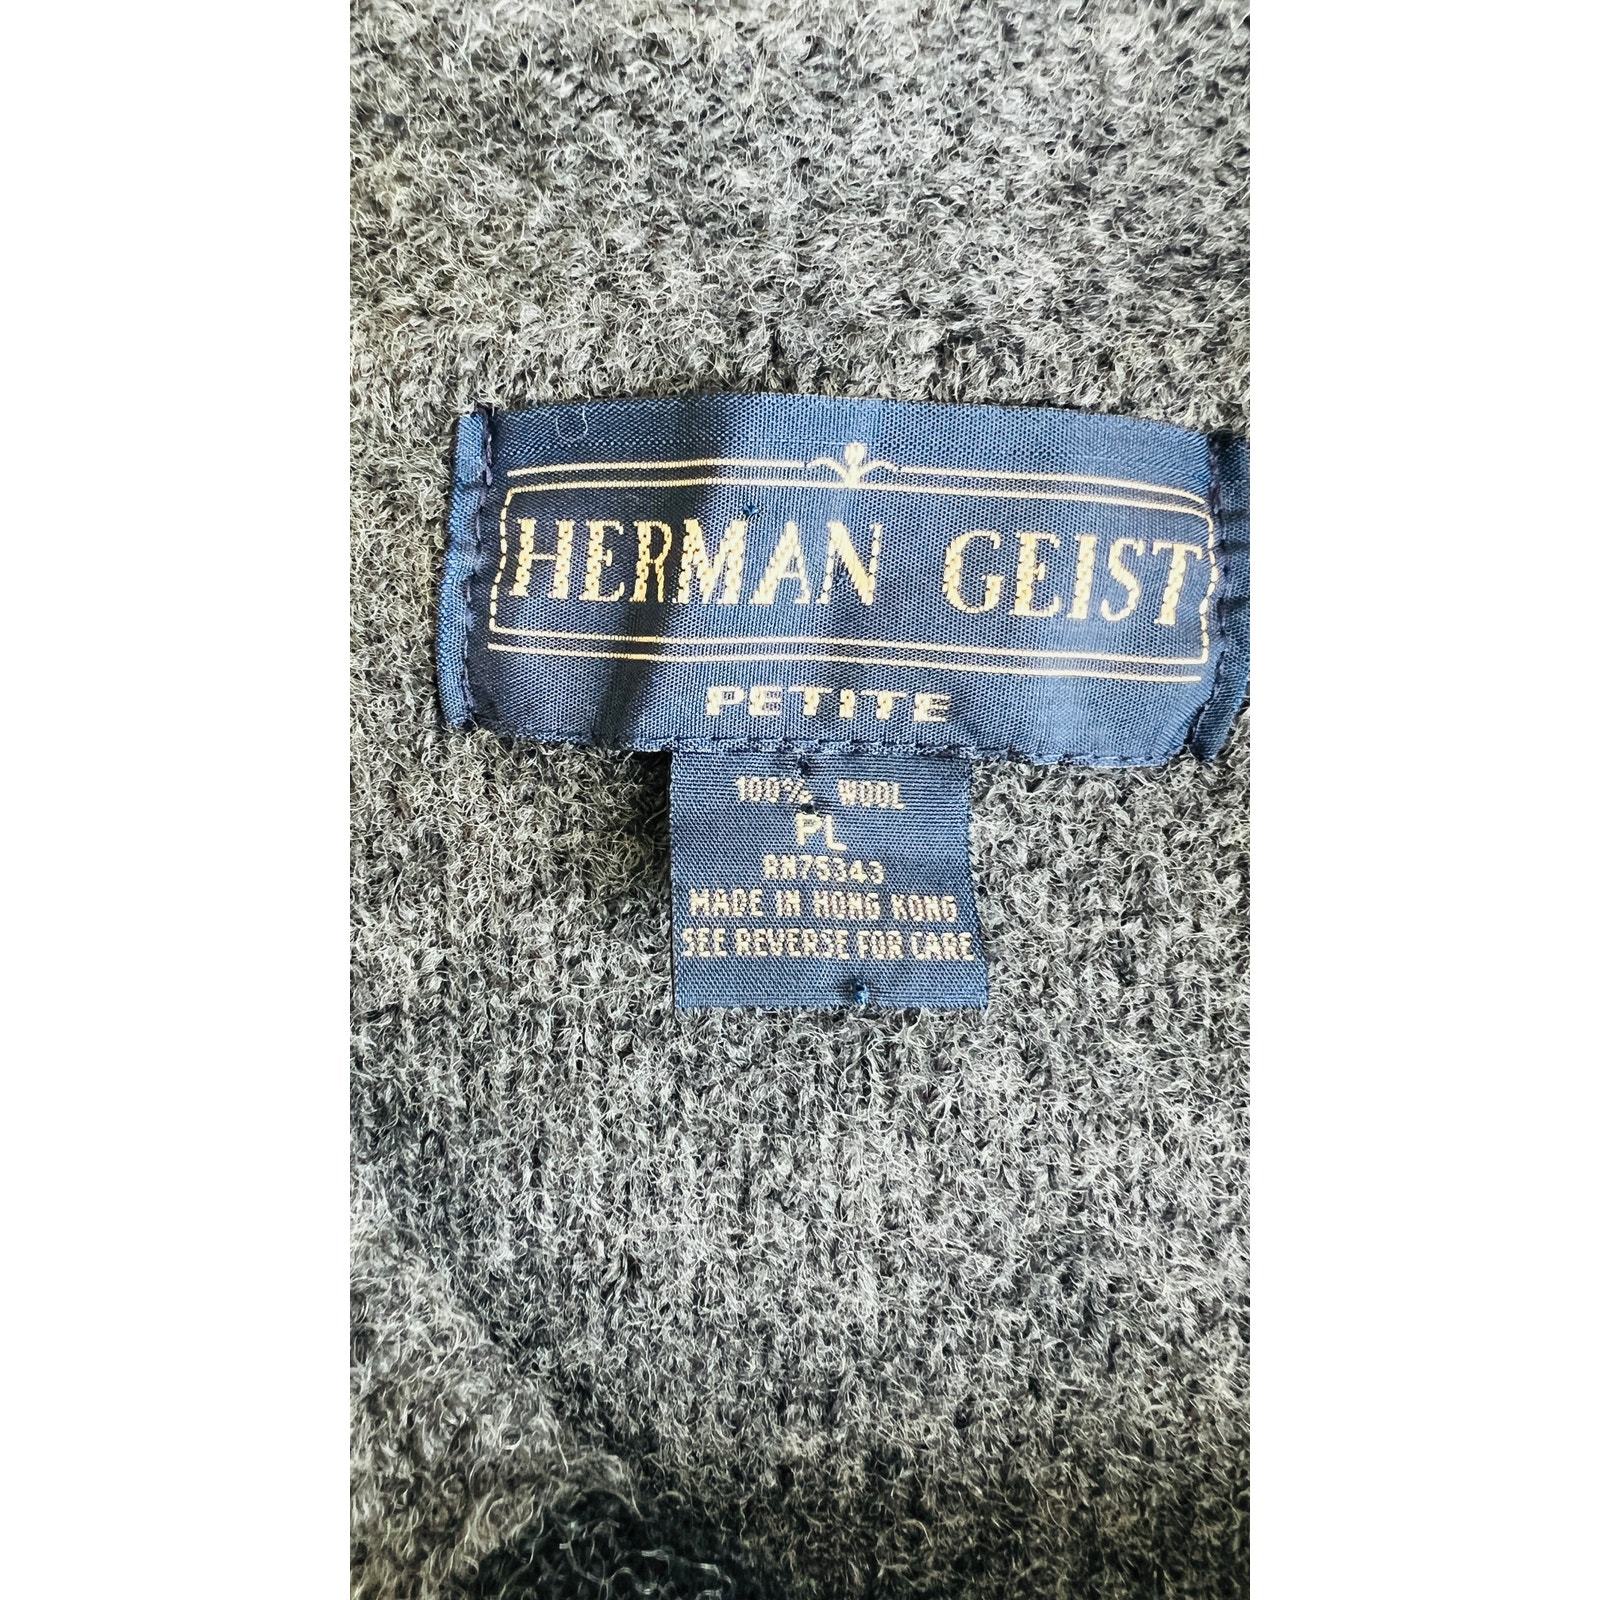 HERMAN GEIST
PETITE
100% WOOL
PL
RN75343
MADE IN HONG KONG
SEE REVERSE FOR CARE